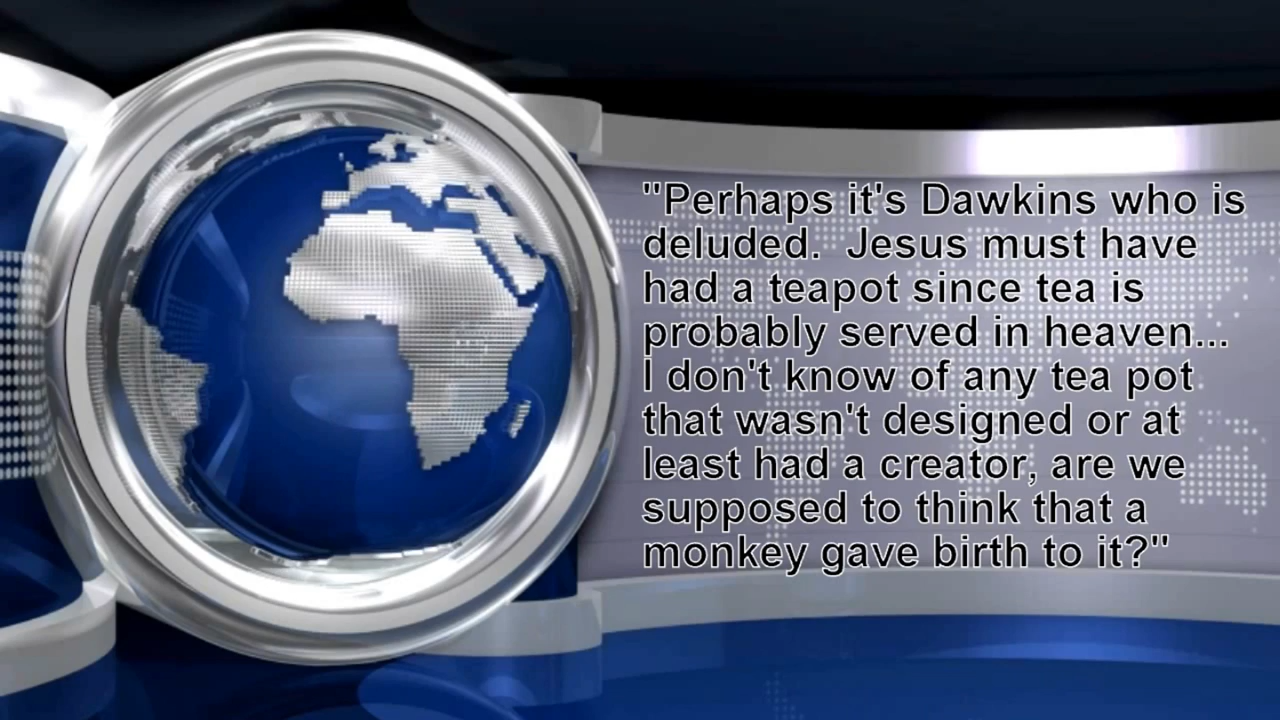 "Perhaps it's Dawkins who is
deluded.  Jesus must have
had a teapot since tea is
probably served in heaven...
I don't know of any tea pot
that wasn't designed or at
least had a creator, are we
supposed to think that a
monkey gave birth to it?"